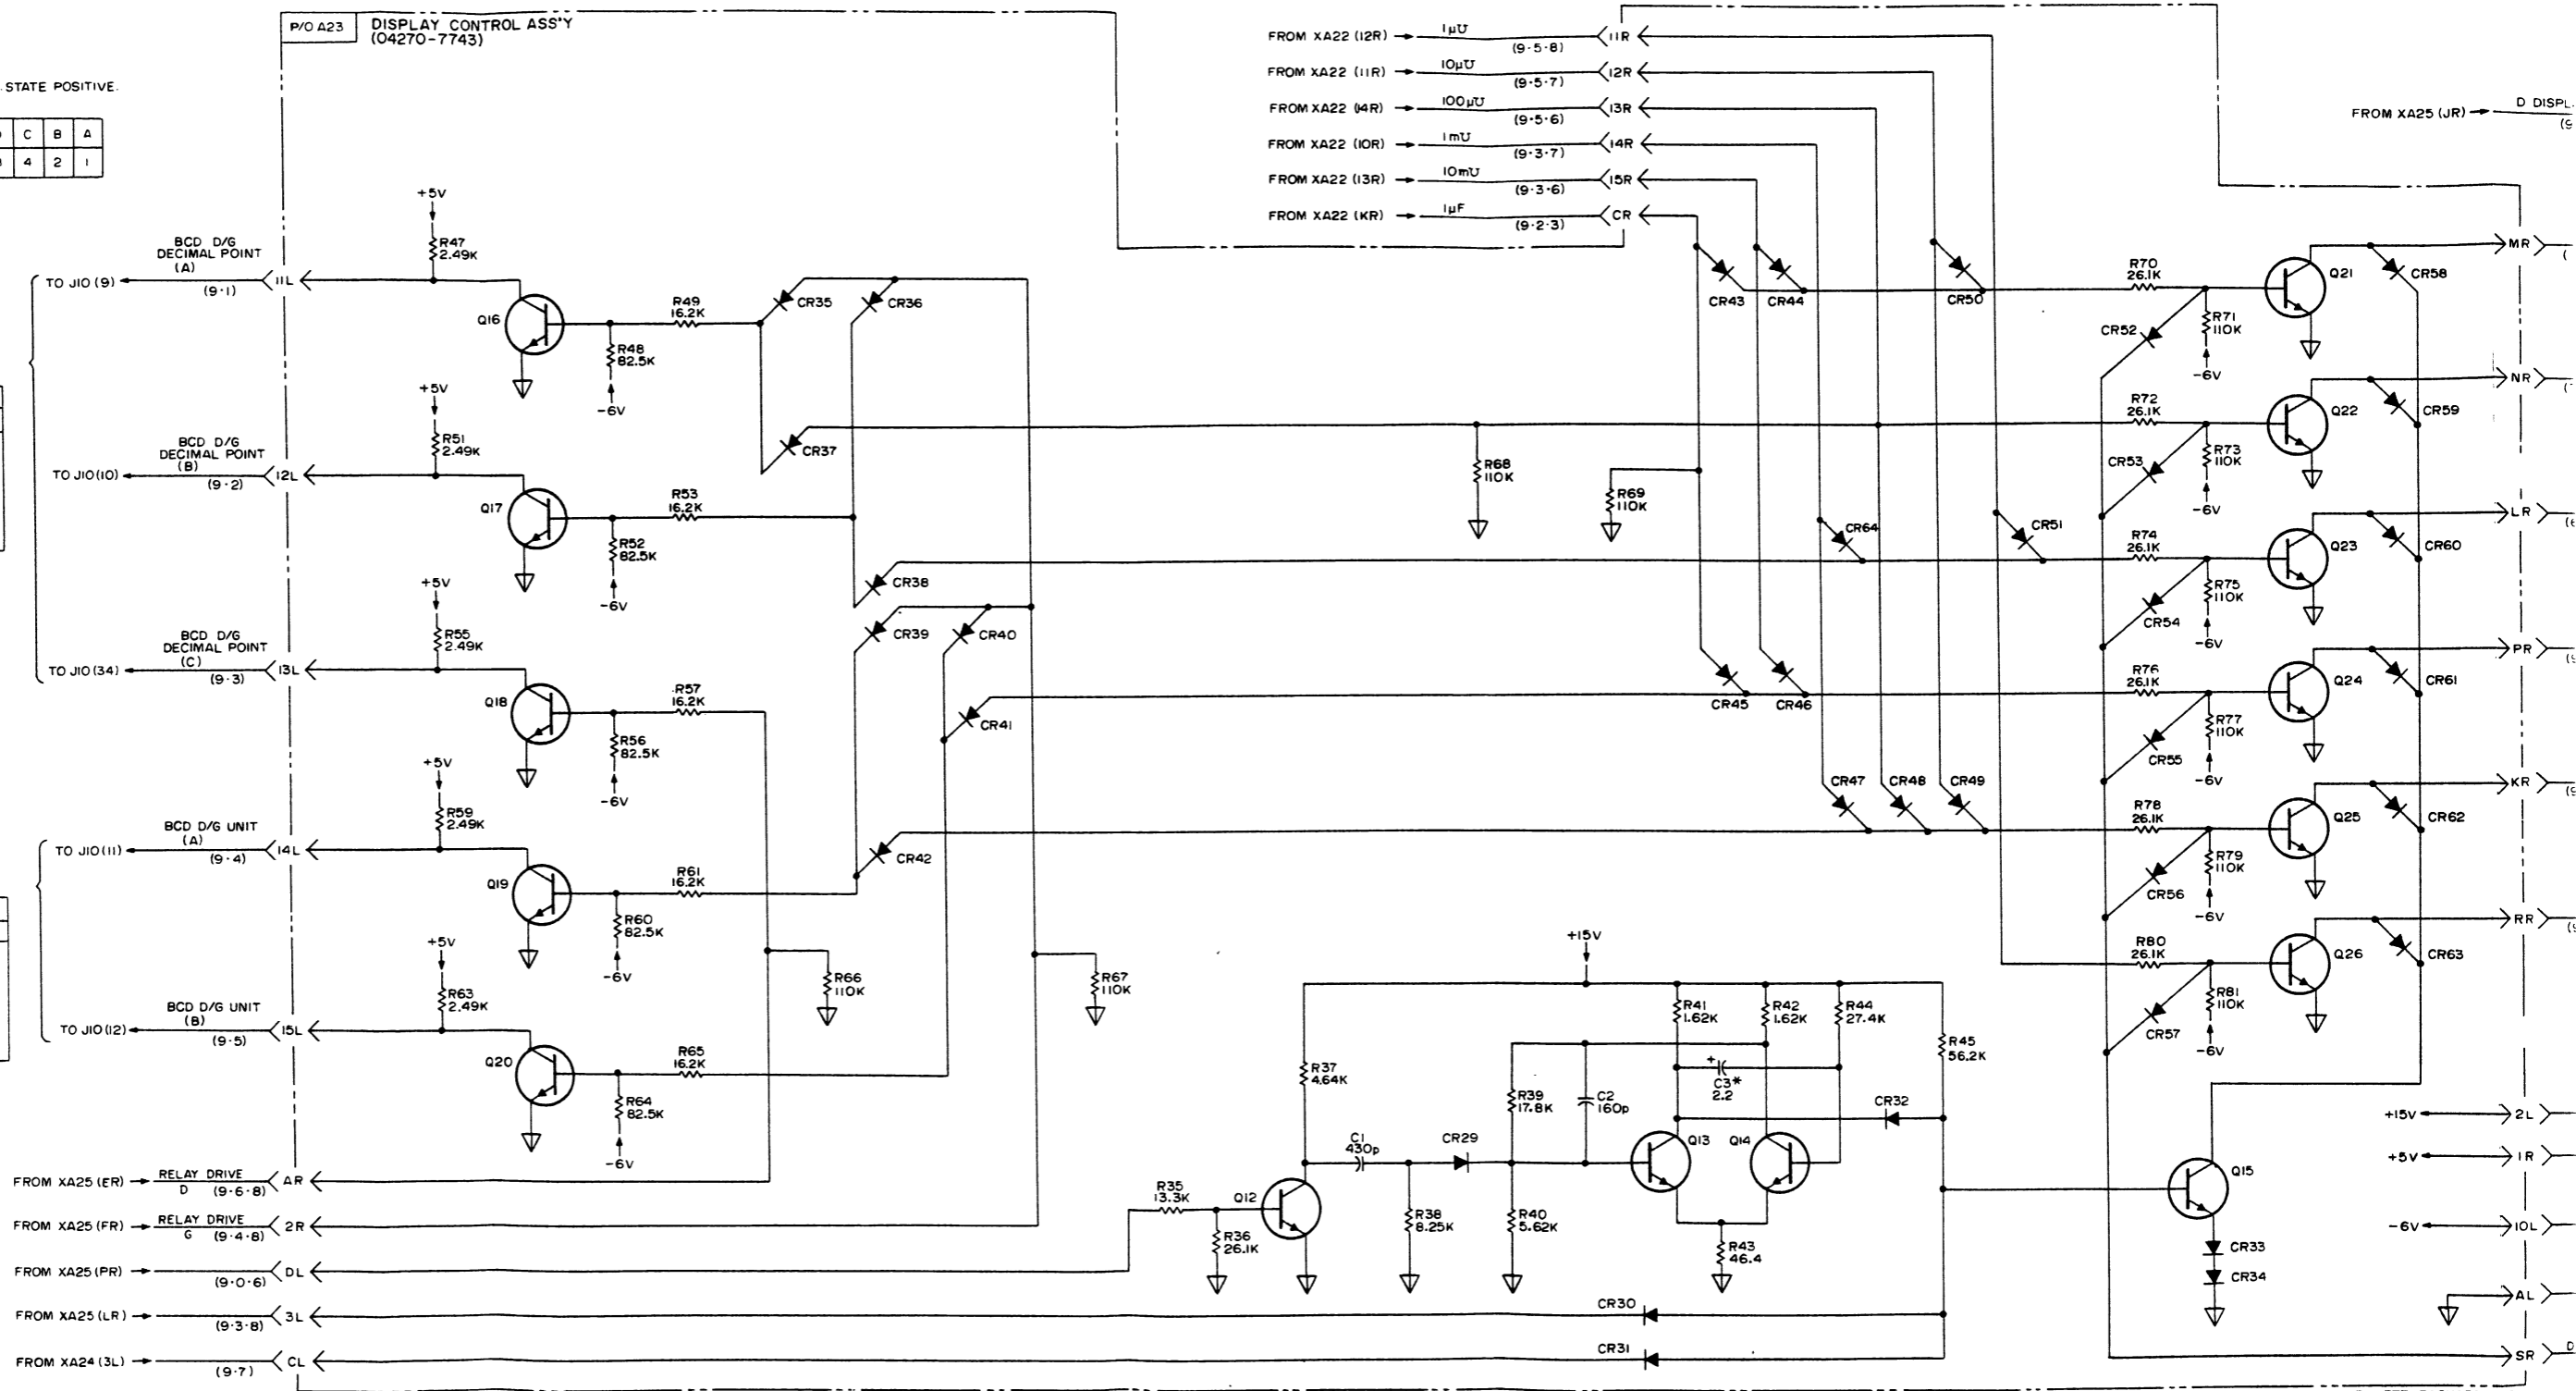 P/O A23
DISPLAY CONTROL ASS'Y
(04270-7743)
STATE POSITIVE.
C B A
4 2 1
FROM XA22 (12R) 1µ℧ (9·5·8) 11R
FROM XA22 (11R) 10µ℧ (9·5·7) 12R
FROM XA22 (14R) 100µ℧ (9·5·6) 13R
FROM XA22 (10R) 1m℧ (9·3·7) 14R
FROM XA22 (13R) 10m℧ (9·3·6) 15R
FROM XA22 (KR) 1µF (9·2·3) CR
FROM XA25 (JR) D DISPL.
+5V
R47
2.49K
BCD D/G
DECIMAL POINT
(A)
TO J10 (9) (9·1) 11L
Q16
R49
16.2K
R48
82.5K
-6V
CR35
CR36
CR37
+5V
R51
2.49K
BCD D/G
DECIMAL POINT
(B)
TO J10 (10) (9·2) 12L
Q17
R53
16.2K
R52
82.5K
-6V
CR38
CR39
CR40
+5V
R55
2.49K
BCD D/G
DECIMAL POINT
(C)
TO J10 (34) (9·3) 13L
Q18
R57
16.2K
R56
82.5K
-6V
CR41
+5V
R59
2.49K
BCD D/G UNIT
(A)
TO J10 (11) (9·4) 14L
Q19
R61
16.2K
R60
82.5K
-6V
CR42
R66
110K
R67
110K
+5V
R63
2.49K
BCD D/G UNIT
(B)
TO J10 (12) (9·5) 15L
Q20
R65
16.2K
R64
82.5K
-6V
FROM XA25 (ER) RELAY DRIVE D (9·6·8) AR
FROM XA25 (FR) RELAY DRIVE G (9·4·8) 2R
FROM XA25 (PR) (9·0·6) DL
FROM XA25 (LR) (9·3·8) 3L
FROM XA24 (3L) (9·7) CL
R68
110K
R69
110K
CR43
CR44
CR50
CR64
CR51
CR45
CR46
CR47
CR48
CR49
R70
26.1K
Q21
CR58
MR
CR52
R71
110K
-6V
R72
26.1K
Q22
CR59
NR
CR53
R73
110K
-6V
R74
26.1K
Q23
CR60
LR
CR54
R75
110K
-6V
R76
26.1K
Q24
CR61
PR
CR55
R77
110K
-6V
R78
26.1K
Q25
CR62
KR
CR56
R79
110K
-6V
R80
26.1K
Q26
CR63
RR
CR57
R81
110K
-6V
+15V
R37
4.64K
R41
1.62K
R42
1.62K
R44
27.4K
R45
56.2K
R39
17.8K
C2
160p
+
C3*
2.2
CR32
C1
430p
CR29
Q13
Q14
R35
13.3K
Q12
R36
26.1K
R38
8.25K
R40
5.62K
R43
46.4
CR30
CR31
Q15
CR33
CR34
+15V 2L
+5V 1R
-6V 10L
AL
SR
D